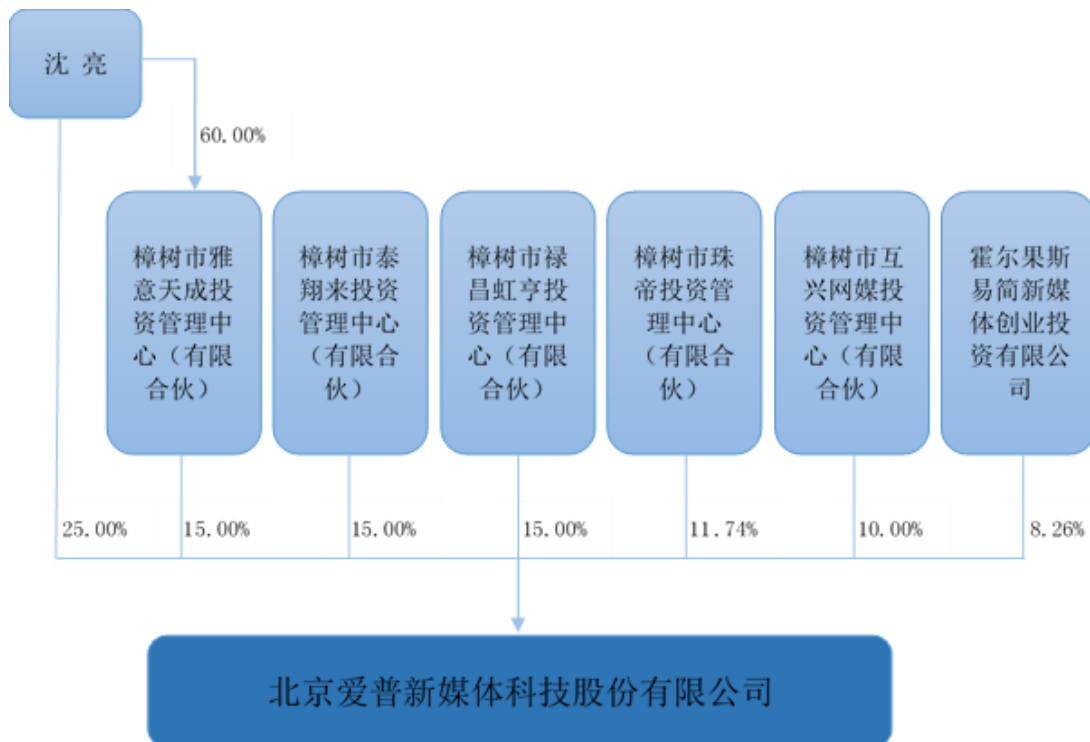 沈 亮
60.00%
樟树市雅
意天成投
资管理中
心（有限
合伙）
樟树市泰
翔来投资
管理中心
（有限合
伙）
樟树市禄
昌虹亨投
资管理中
心（有限
合伙）
樟树市珠
帝投资管
理中心
（有限合
伙）
樟树市互
兴网媒投
资管理中
心（有限
合伙）
霍尔果斯
易简新媒
体创业投
资有限公
司
25.00%
15.00%
15.00%
15.00%
11.74%
10.00%
8.26%
北京爱普新媒体科技股份有限公司